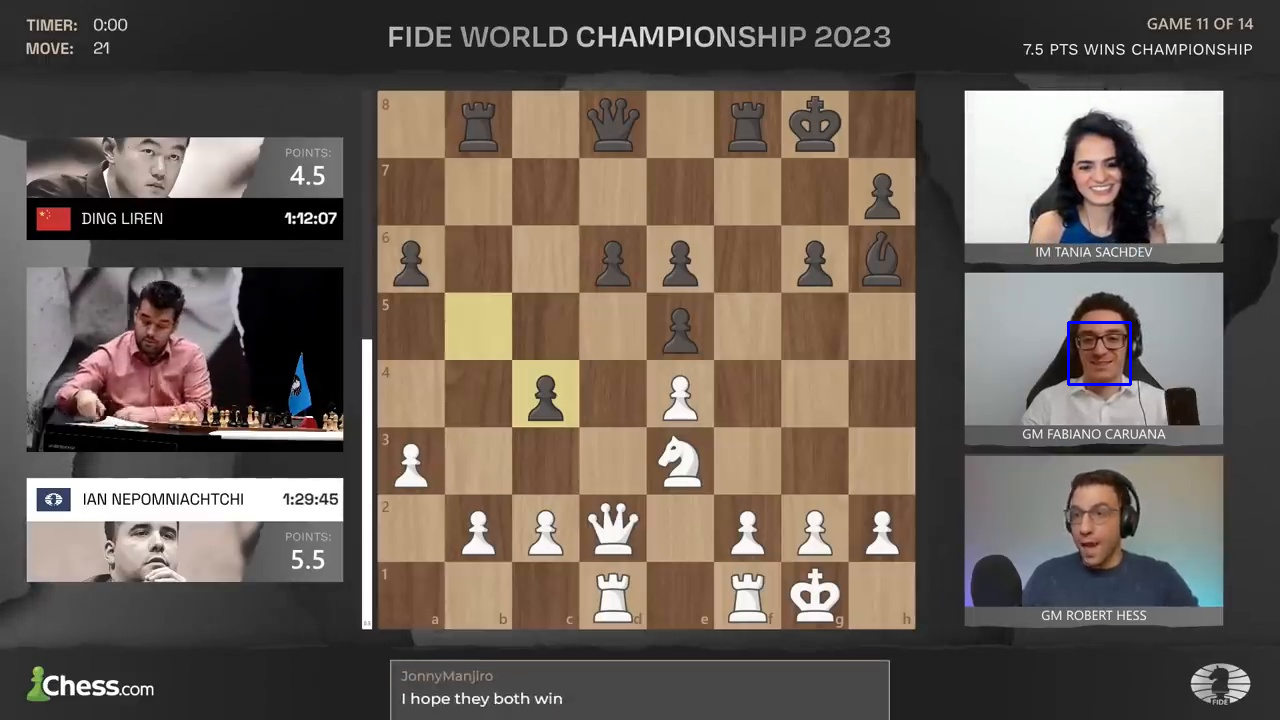 TIMER: 0:00
MOVE: 21
FIDE WORLD CHAMPIONSHIP 2023
GAME 11 OF 14
7.5 PTS WINS CHAMPIONSHIP
POINTS:
4.5
DING LIREN 1:12:07
IAN NEPOMNIACHTCHI 1:29:45
POINTS:
5.5
8
7
6
5
4
3
2
1
a b c d e f g h
IM TANIA SACHDEV
GM FABIANO CARUANA
GM ROBERT HESS
Chess.com
JonnyManjiro
I hope they both win
FIDE